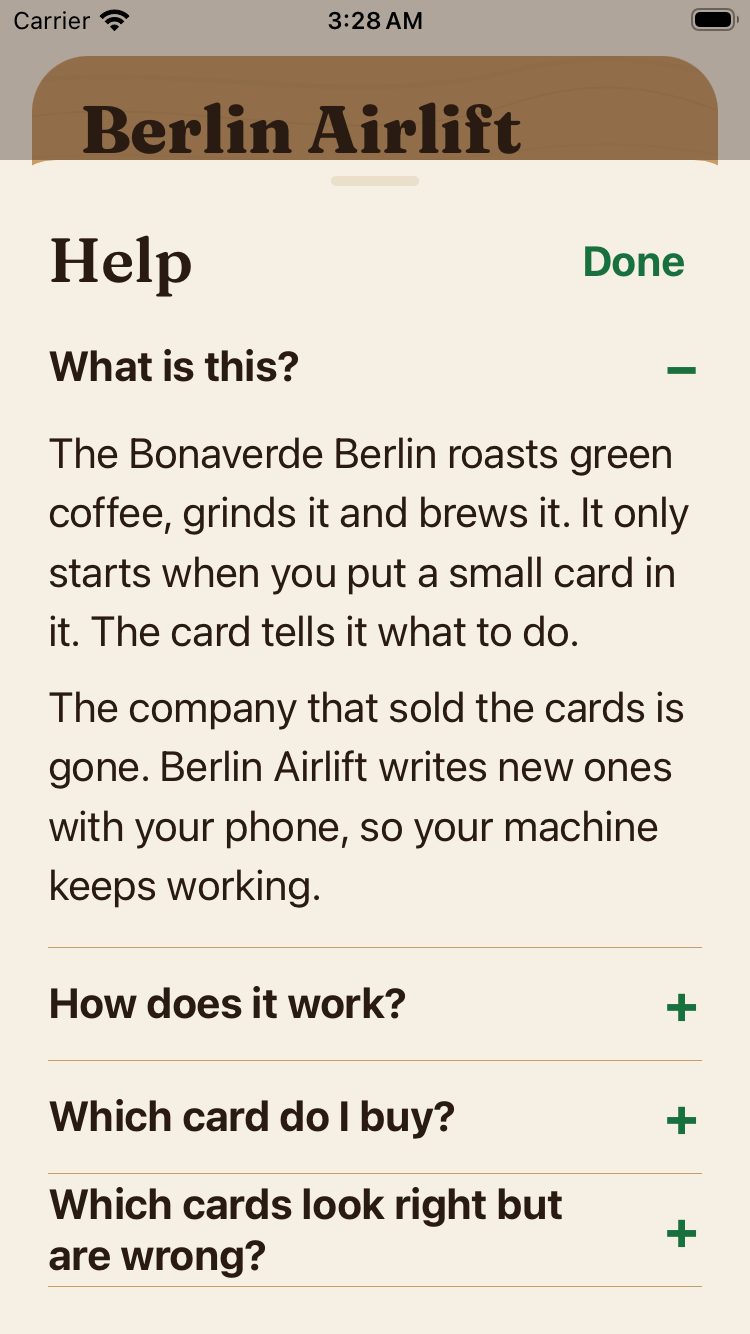 Carrier 3:28 AM
Berlin Airlift
Help
Done
What is this?
The Bonaverde Berlin roasts green
coffee, grinds it and brews it. It only
starts when you put a small card in
it. The card tells it what to do.
The company that sold the cards is
gone. Berlin Airlift writes new ones
with your phone, so your machine
keeps working.
How does it work?
Which card do I buy?
Which cards look right but
are wrong?